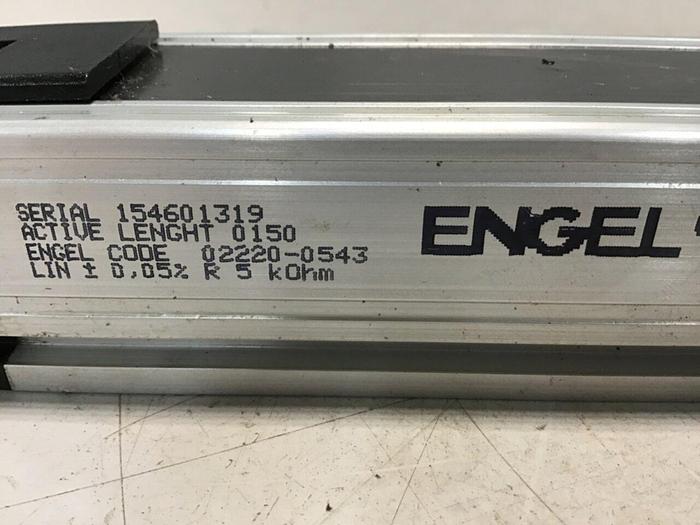 SERIAL 154601319
ACTIVE LENGHT 0150
ENGEL CODE 02220-0543
LIN ± 0,05% R 5 kOhm
ENGEL